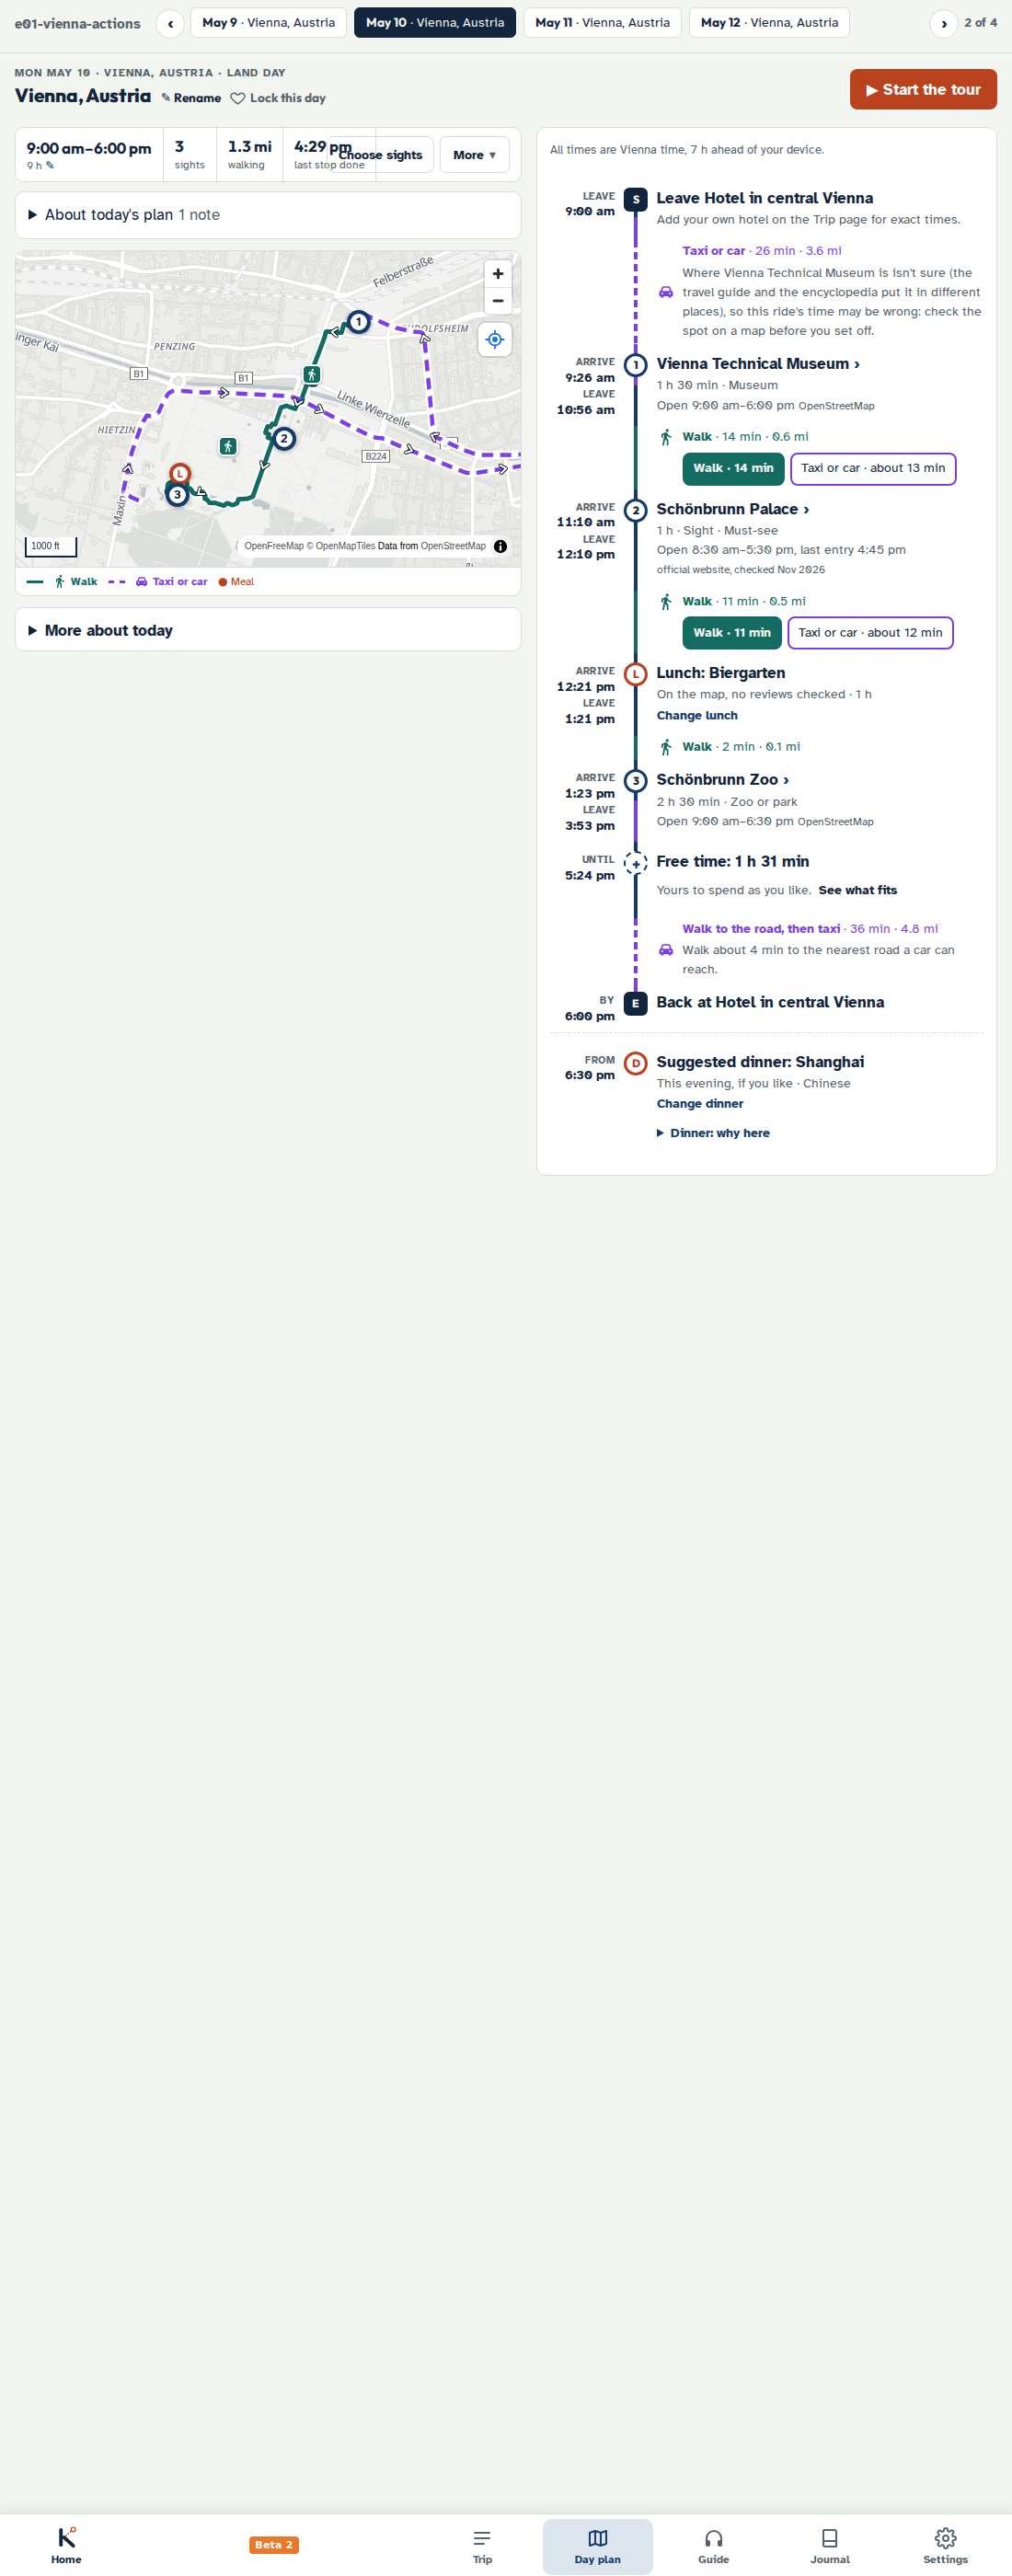 e01-vienna-actions
‹
May 9 · Vienna, Austria
May 10 · Vienna, Austria
May 11 · Vienna, Austria
May 12 · Vienna, Austria
›
2 of 4
MON MAY 10 · VIENNA, AUSTRIA · LAND DAY
Vienna, Austria
✎ Rename
Lock this day
▶ Start the tour
9:00 am–6:00 pm
9 h ✎
3
sights
1.3 mi
walking
4:29 pm
last stop done
Choose sights
More ▾
▶ About today's plan 1 note
Felberstraße
inger Kai
PENZING
B1
B1
Linke Wienzeile
HIETZIN
B224
Maxin
1
2
3
L
+
−
1000 ft
OpenFreeMap © OpenMapTiles Data from OpenStreetMap
Walk
Taxi or car
Meal
▶ More about today
All times are Vienna time, 7 h ahead of your device.
LEAVE
9:00 am
S
Leave Hotel in central Vienna
Add your own hotel on the Trip page for exact times.
Taxi or car · 26 min · 3.6 mi
Where Vienna Technical Museum is isn't sure (the
travel guide and the encyclopedia put it in different
places), so this ride's time may be wrong: check the
spot on a map before you set off.
ARRIVE
9:26 am
LEAVE
10:56 am
1
Vienna Technical Museum ›
1 h 30 min · Museum
Open 9:00 am–6:00 pm OpenStreetMap
Walk · 14 min · 0.6 mi
Walk · 14 min
Taxi or car · about 13 min
ARRIVE
11:10 am
LEAVE
12:10 pm
2
Schönbrunn Palace ›
1 h · Sight · Must-see
Open 8:30 am–5:30 pm, last entry 4:45 pm
official website, checked Nov 2026
Walk · 11 min · 0.5 mi
Walk · 11 min
Taxi or car · about 12 min
ARRIVE
12:21 pm
LEAVE
1:21 pm
L
Lunch: Biergarten
On the map, no reviews checked · 1 h
Change lunch
Walk · 2 min · 0.1 mi
ARRIVE
1:23 pm
LEAVE
3:53 pm
3
Schönbrunn Zoo ›
2 h 30 min · Zoo or park
Open 9:00 am–6:30 pm OpenStreetMap
UNTIL
5:24 pm
+
Free time: 1 h 31 min
Yours to spend as you like. See what fits
Walk to the road, then taxi · 36 min · 4.8 mi
Walk about 4 min to the nearest road a car can
reach.
BY
6:00 pm
E
Back at Hotel in central Vienna
FROM
6:30 pm
D
Suggested dinner: Shanghai
This evening, if you like · Chinese
Change dinner
▶ Dinner: why here
Home
Beta 2
Trip
Day plan
Guide
Journal
Settings